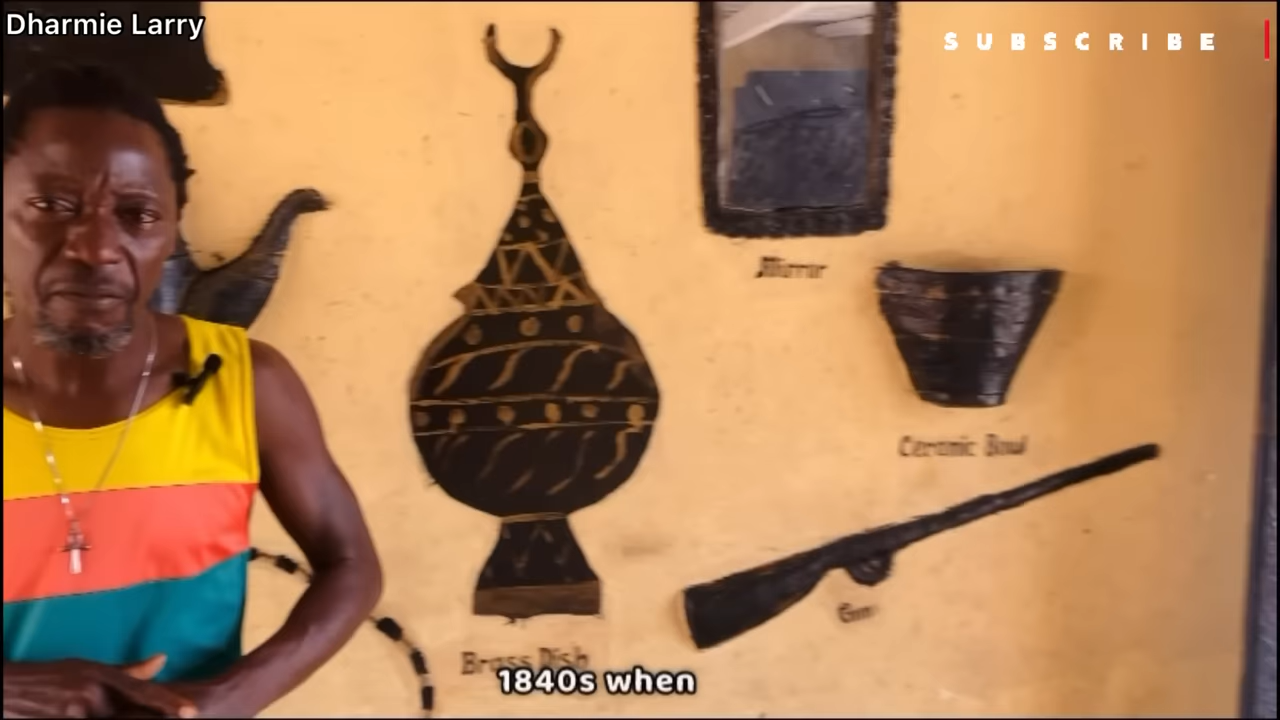 Dharmie Larry
SUBSCRIBE
Mirror
Ceramic Bowl
Gun
Brass Dish
1840s when